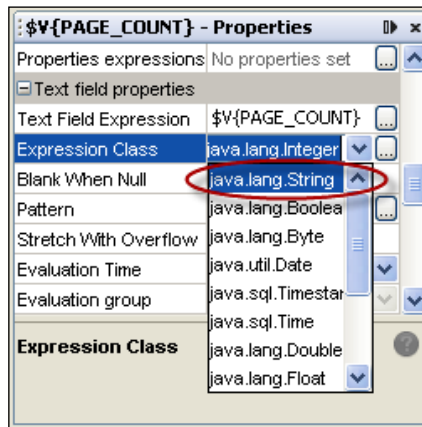 $V{PAGE_COUNT} - Properties
Properties expressions No properties set ...
Text field properties
Text Field Expression $V{PAGE_COUNT} ...
Expression Class java.lang.Integer ...
Blank When Null java.lang.String
Pattern java.lang.Boolea ...
Stretch With Overflow java.lang.Byte
Evaluation Time java.util.Date
Evaluation group java.sql.Timestar
java.sql.Time
Expression Class java.lang.Double ?
java.lang.Float